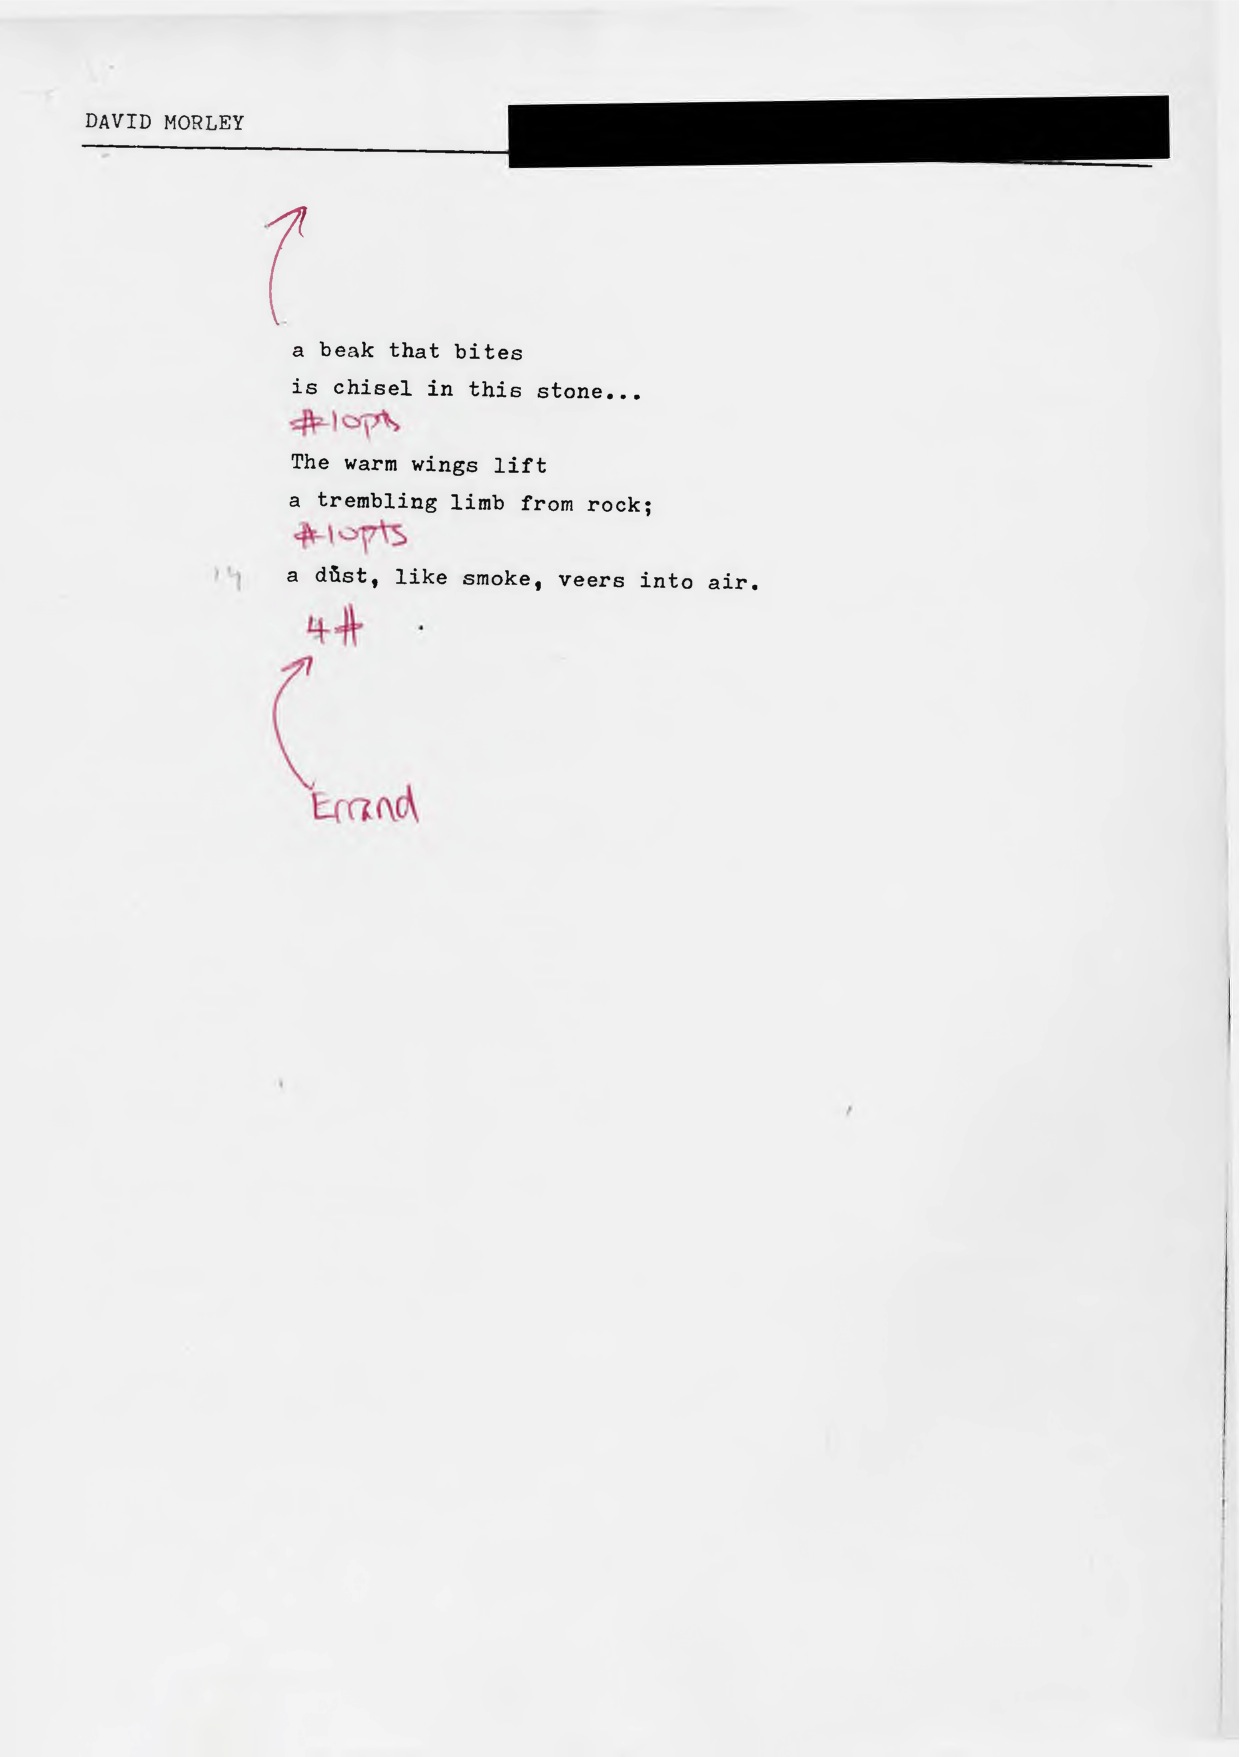 DAVID MORLEY
a beak that bites
is chisel in this stone...
#10pts
The warm wings lift
a trembling limb from rock;
#10pts
14
a dust, like smoke, veers into air.
4#
Errand